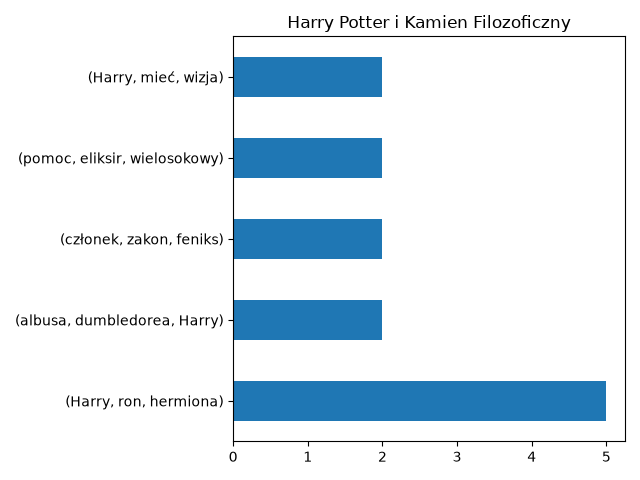 Harry Potter i Kamien Filozoficzny
(Harry, mieć, wizja)
(pomoc, eliksir, wielosokowy)
(członek, zakon, feniks)
(albusa, dumbledorea, Harry)
(Harry, ron, hermiona)
0 1 2 3 4 5